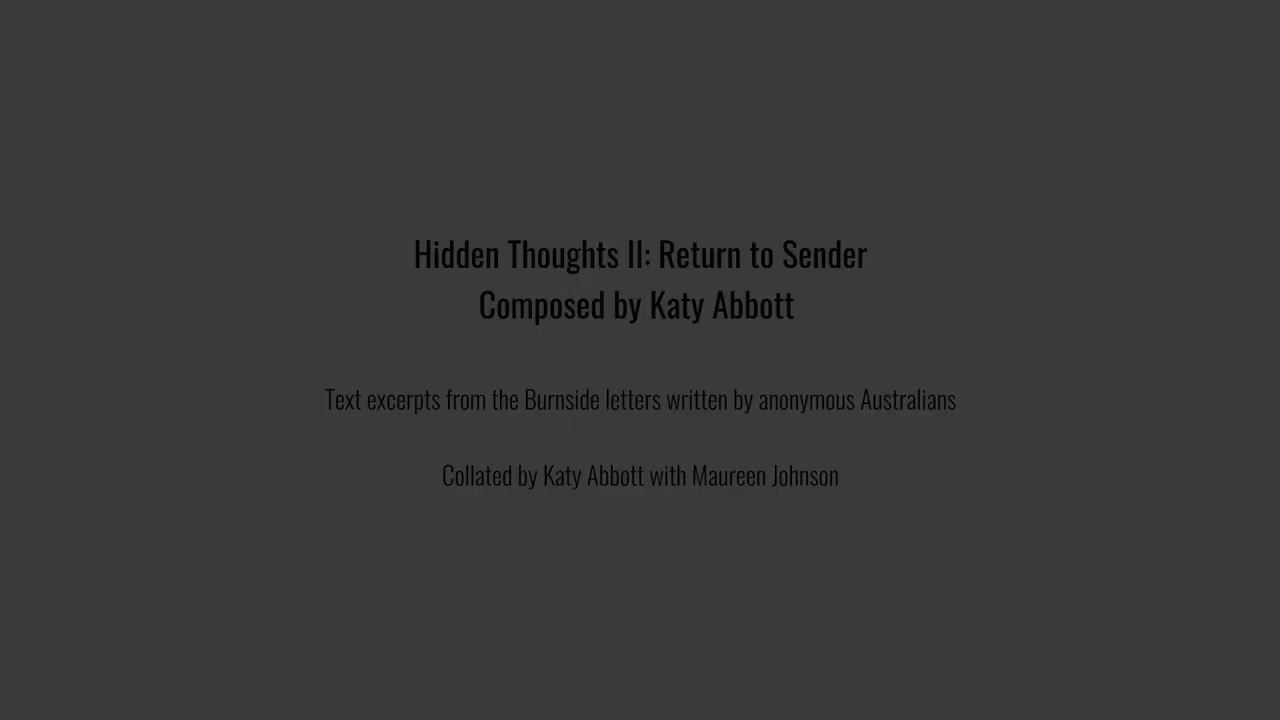 Hidden Thoughts II: Return to Sender
Composed by Katy Abbott
Text excerpts from the Burnside letters written by anonymous Australians
Collated by Katy Abbott with Maureen Johnson